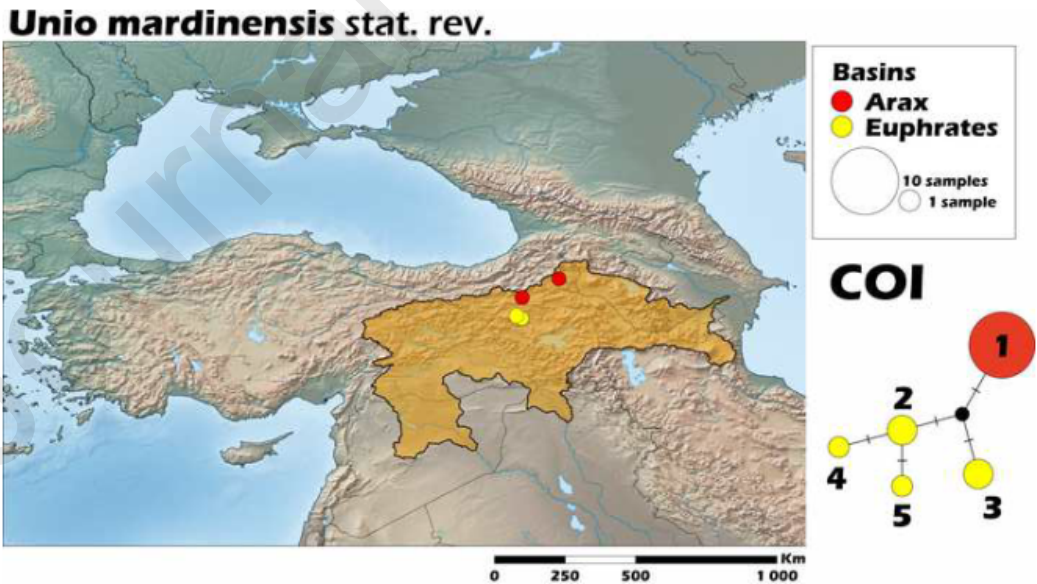 Unio mardinensis stat. rev.
Basins
Arax
Euphrates
10 samples
1 sample
COI
1
2
4
5
3
Km
0 250 500 1 000